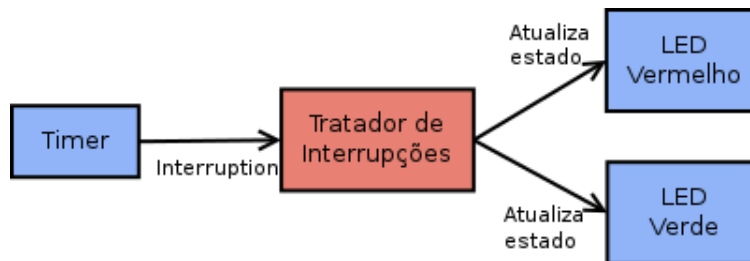 Timer
Interruption
Tratador de
Interrupções
Atualiza
estado
LED
Vermelho
Atualiza
estado
LED
Verde